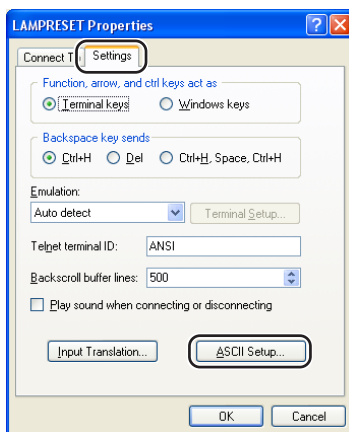 LAMPRESET Properties
Connect T Settings
Function, arrow, and ctrl keys act as
Terminal keys Windows keys
Backspace key sends
Ctrl+H Del Ctrl+H, Space, Ctrl+H
Emulation:
Auto detect Terminal Setup...
Telnet terminal ID: ANSI
Backscroll buffer lines: 500
Play sound when connecting or disconnecting
Input Translation... ASCII Setup...
OK Cancel